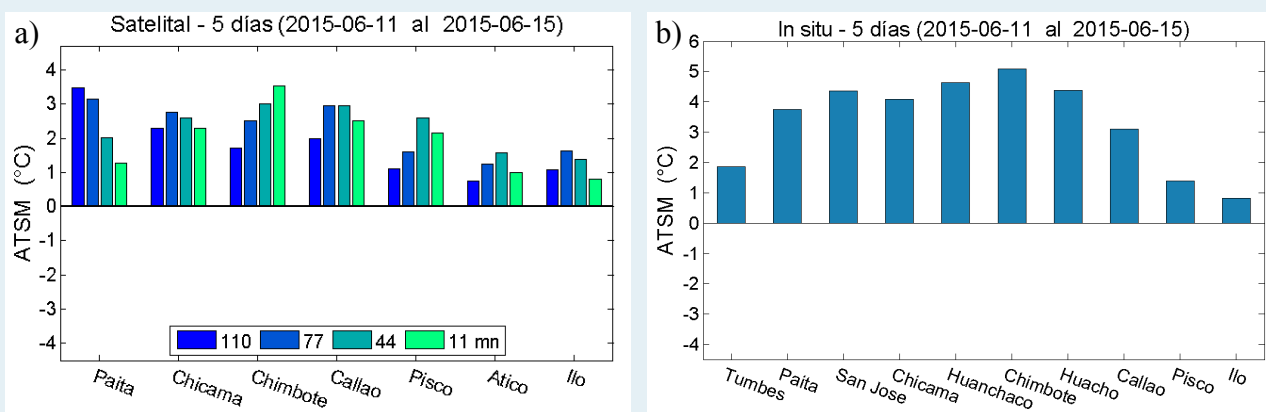 a)
Satelital - 5 días (2015-06-11 al 2015-06-15)
ATSM (°C)
4
3
2
1
0
-1
-2
-3
-4
110 77 44 11 mn
Paita Chicama Chimbote Callao Pisco Atico Ilo
b)
In situ - 5 días (2015-06-11 al 2015-06-15)
ATSM (°C)
6
5
4
3
2
1
0
-1
-2
-3
-4
Tumbes Paita San Jose Chicama Huanchaco Chimbote Huacho Callao Pisco Ilo